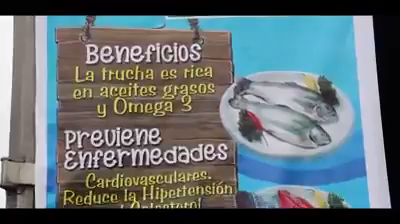 Beneficios
La trucha es rica
en aceites grasos
y Omega 3
Previene
Enfermedades
Cardiovasculares.
Reduce la Hipertensión